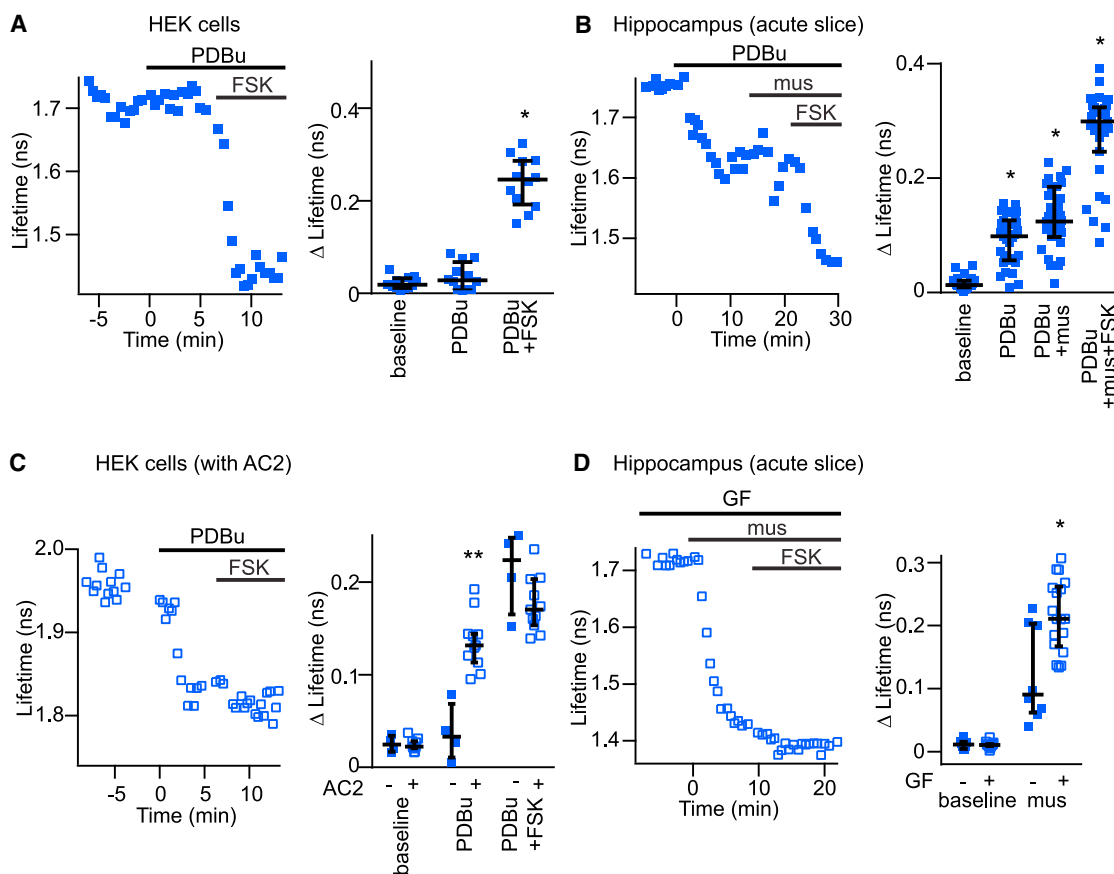 A HEK cells
PDBu
FSK
Lifetime (ns)
1.7
1.6
1.5
-5 0 5 10
Time (min)
Δ Lifetime (ns)
0.4
0.2
0
*
baseline
PDBu
PDBu
+FSK
B Hippocampus (acute slice)
PDBu
mus
FSK
Lifetime (ns)
1.7
1.6
1.5
0 10 20 30
Time (min)
Δ Lifetime (ns)
0.4
0.2
0
* * *
baseline
PDBu
PDBu
+mus
PDBu
+mus+FSK
C HEK cells (with AC2)
PDBu
FSK
Lifetime (ns)
2.0
1.9
1.8
-5 0 5 10
Time (min)
Δ Lifetime (ns)
0.2
0.1
0
**
AC2 - + - + - +
baseline
PDBu
PDBu
+FSK
D Hippocampus (acute slice)
GF
mus
FSK
Lifetime (ns)
1.7
1.6
1.5
1.4
0 10 20
Time (min)
Δ Lifetime (ns)
0.3
0.2
0.1
0
*
GF - + - +
baseline mus